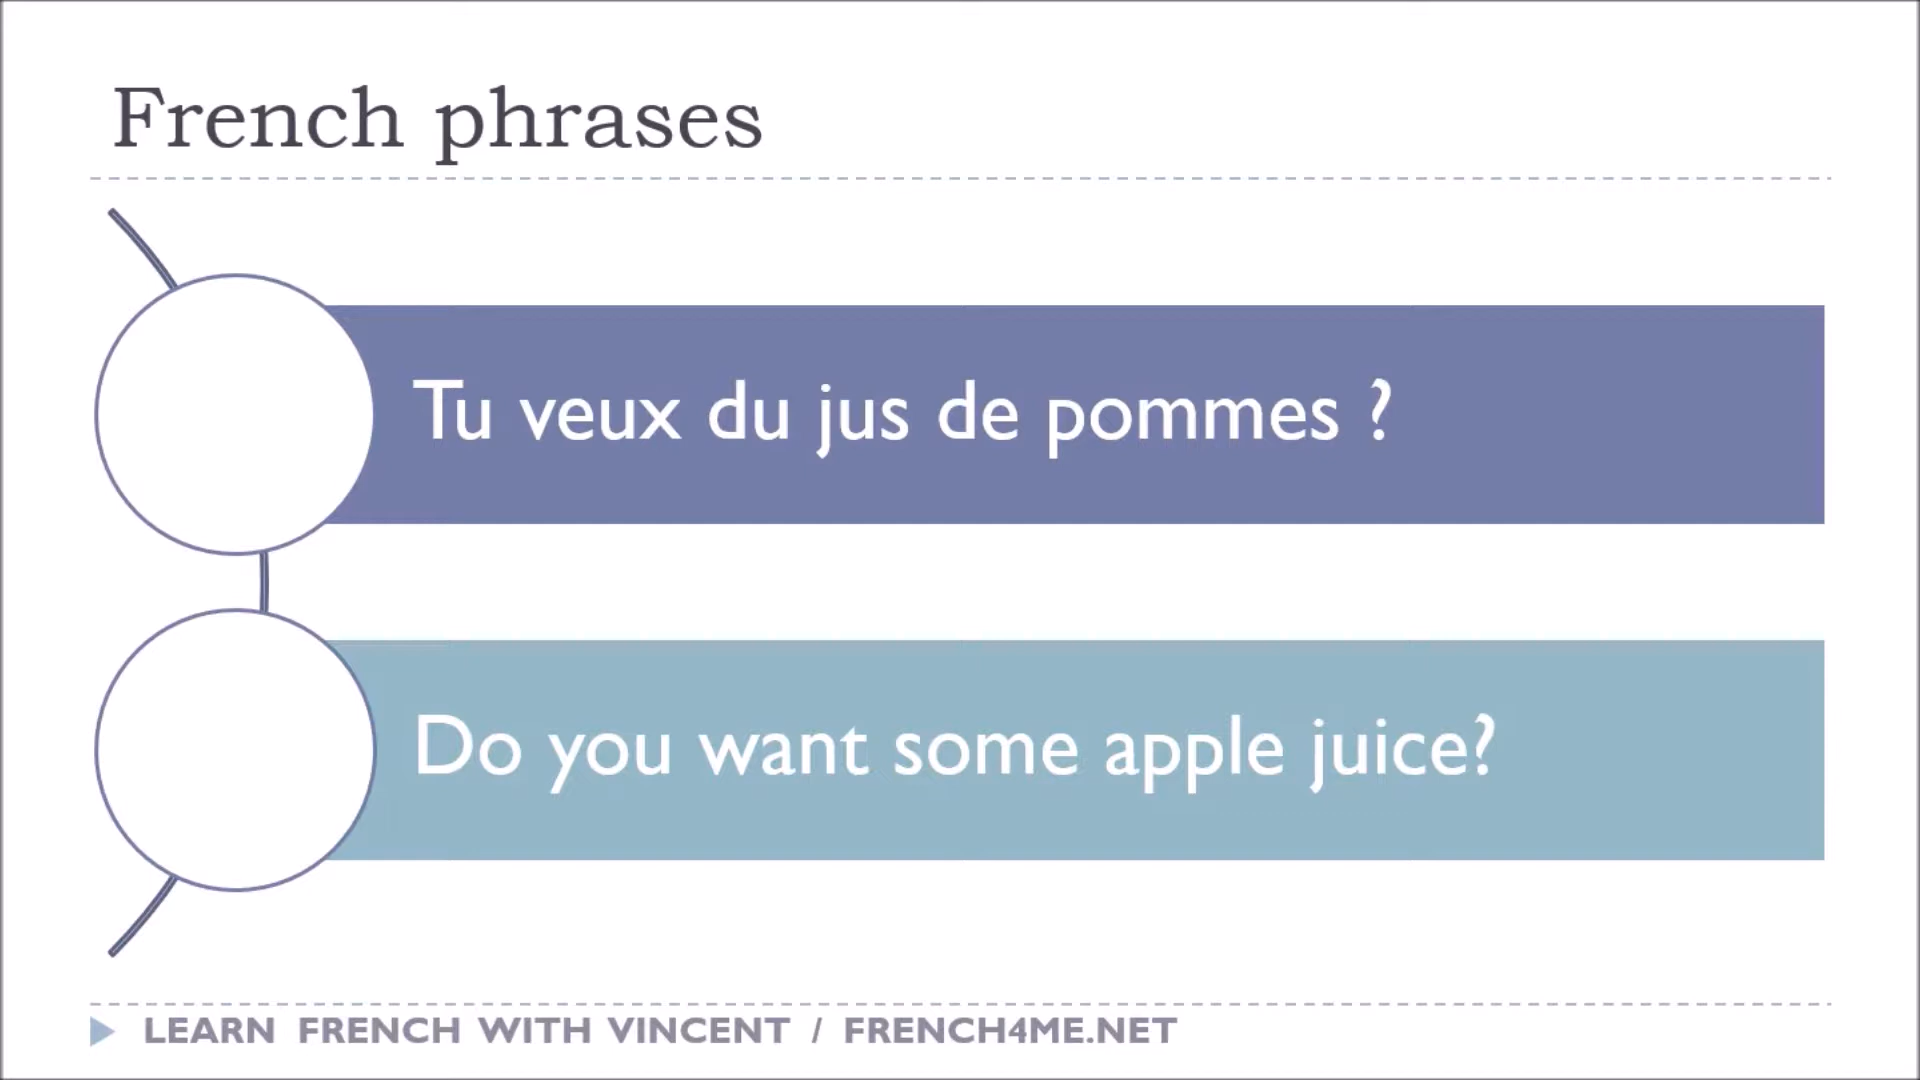 French phrases
Tu veux du jus de pommes ?
Do you want some apple juice?
LEARN FRENCH WITH VINCENT / FRENCH4ME.NET